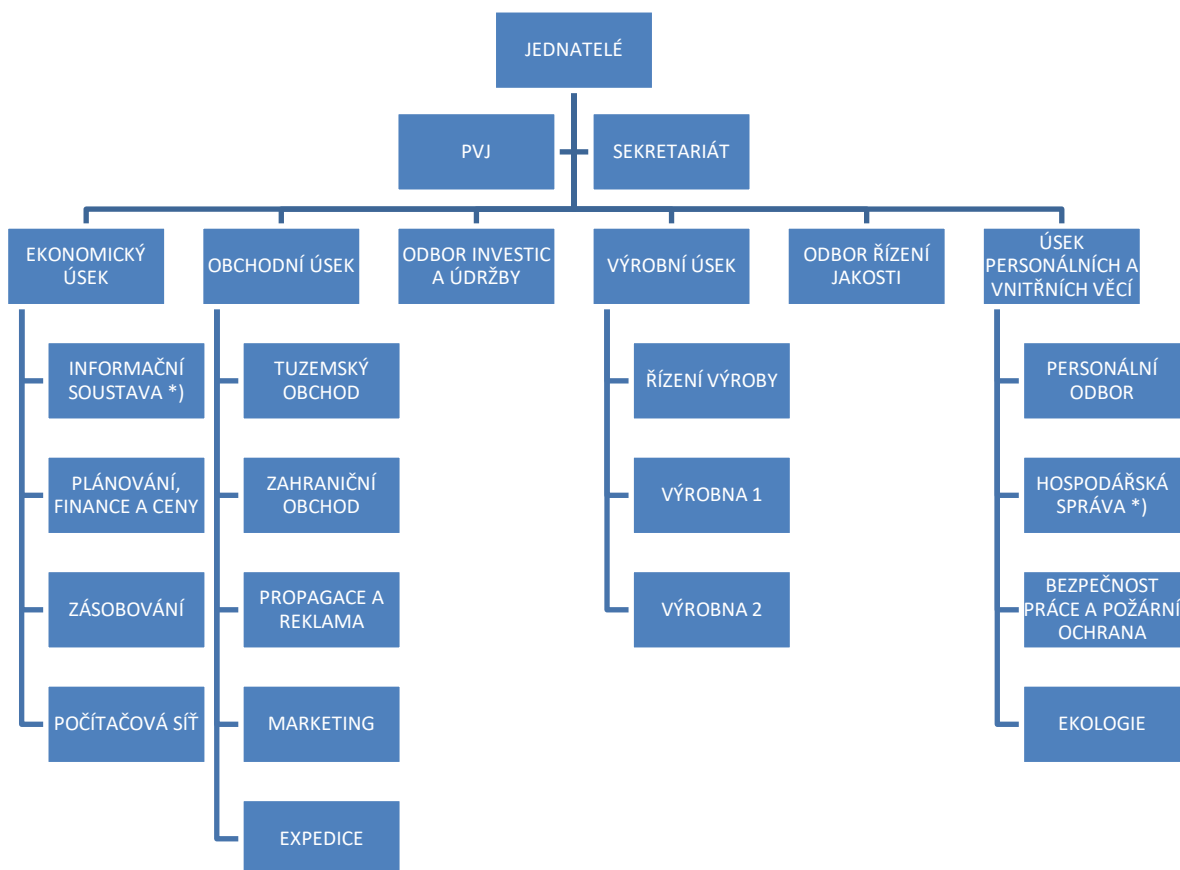 JEDNATELÉ
PVJ
SEKRETARIÁT
EKONOMICKÝ
ÚSEK
OBCHODNÍ ÚSEK
ODBOR INVESTIC
A ÚDRŽBY
VÝROBNÍ ÚSEK
ODBOR ŘÍZENÍ
JAKOSTI
ÚSEK
PERSONÁLNÍCH A
VNITŘNÍCH VĚCÍ
INFORMAČNÍ
SOUSTAVA *)
PLÁNOVÁNÍ,
FINANCE A CENY
ZÁSOBOVÁNÍ
POČÍTAČOVÁ SÍŤ
TUZEMSKÝ
OBCHOD
ZAHRANIČNÍ
OBCHOD
PROPAGACE A
REKLAMA
MARKETING
EXPEDICE
ŘÍZENÍ VÝROBY
VÝROBNA 1
VÝROBNA 2
PERSONÁLNÍ
ODBOR
HOSPODÁŘSKÁ
SPRÁVA *)
BEZPEČNOST
PRÁCE A POŽÁRNÍ
OCHRANA
EKOLOGIE